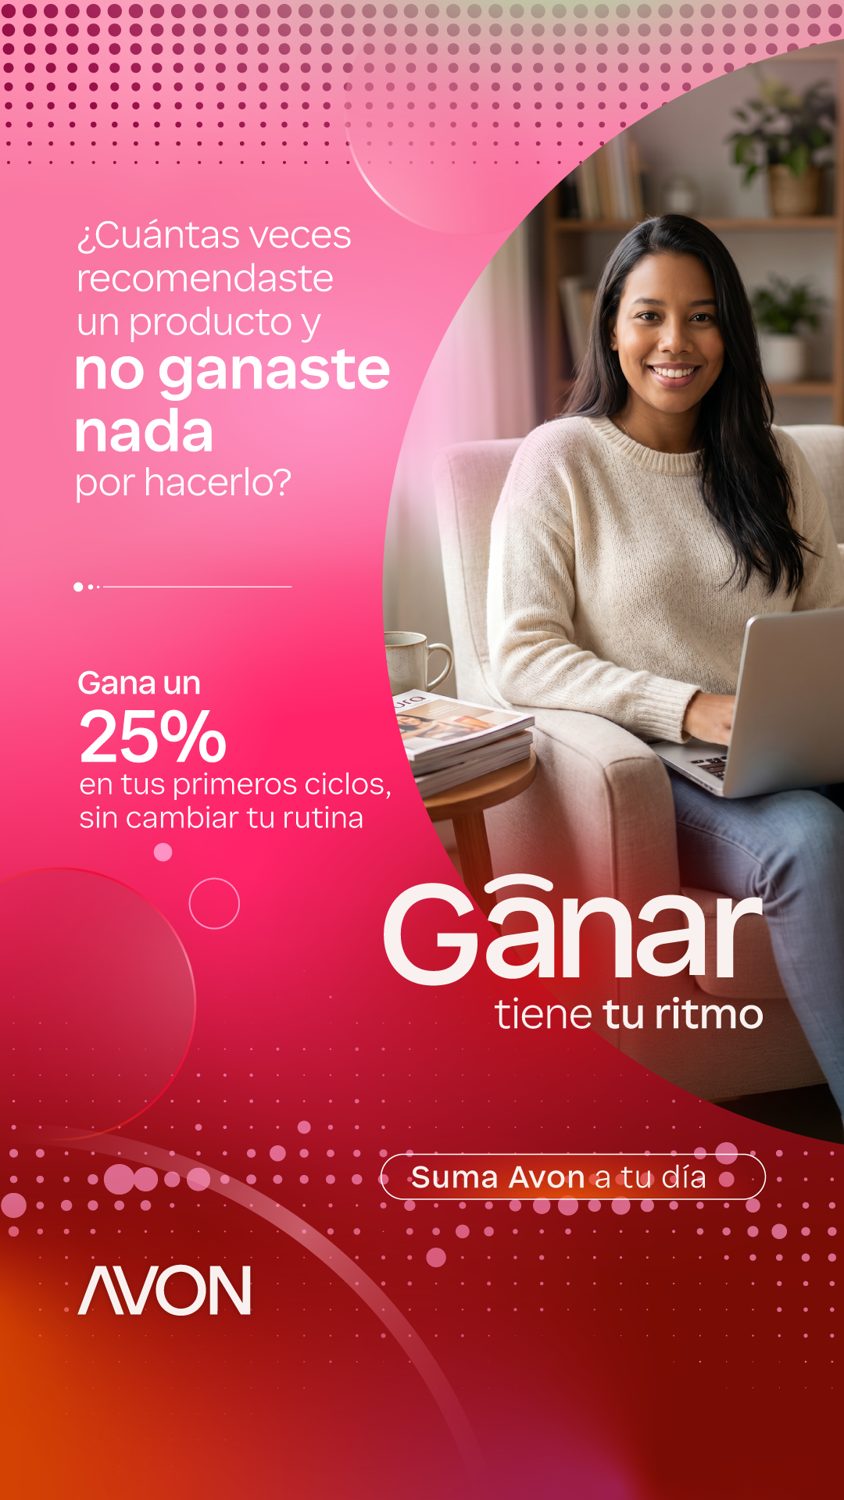 ¿Cuántas veces
recomendaste
un producto y
no ganaste
nada
por hacerlo?
Gana un
25%
en tus primeros ciclos,
sin cambiar tu rutina
Gânar
tiene tu ritmo
Suma Avon a tu día
AVON